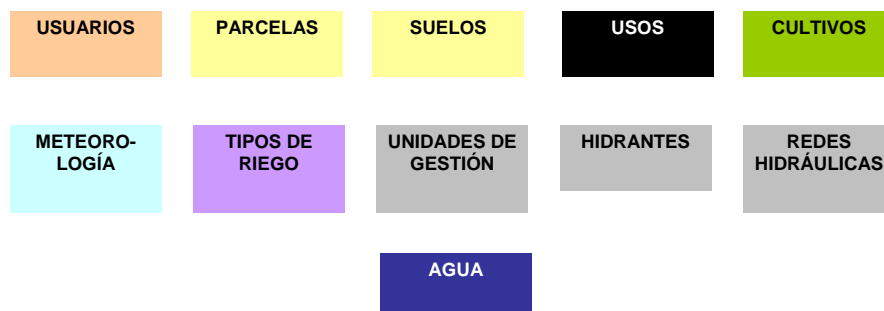 USUARIOS
PARCELAS
SUELOS
USOS
CULTIVOS
METEORO-
LOGÍA
TIPOS DE
RIEGO
UNIDADES DE
GESTIÓN
HIDRANTES
REDES
HIDRÁULICAS
AGUA